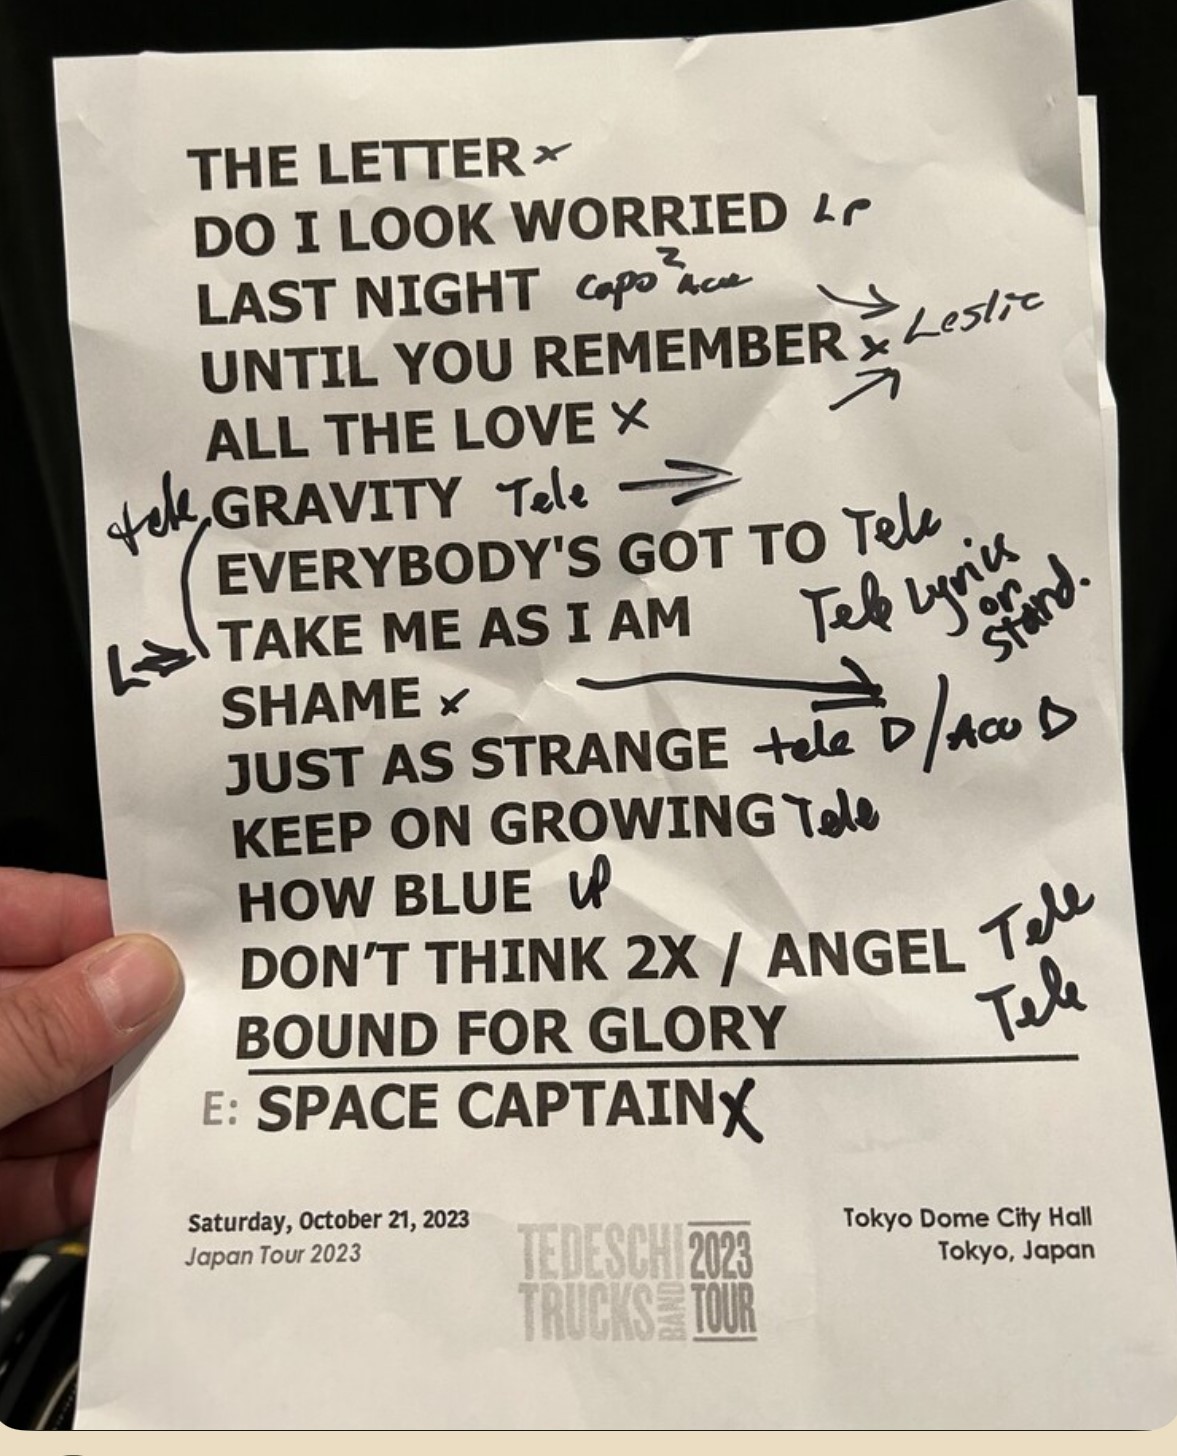 THE LETTER x
DO I LOOK WORRIED LP
LAST NIGHT Capo 2 Acu
→ Leslie
UNTIL YOU REMEMBER x
ALL THE LOVE X
tele GRAVITY Tele →
EVERYBODY'S GOT TO Tele
TAKE ME AS I AM Tele Lyrics on stand.
SHAME x
JUST AS STRANGE tele D / Aco D
KEEP ON GROWING Tele
HOW BLUE LP
DON'T THINK 2X / ANGEL Tele
BOUND FOR GLORY Tele
E: SPACE CAPTAIN X
Saturday, October 21, 2023
Japan Tour 2023
TEDESCHI TRUCKS BAND 2023 TOUR
Tokyo Dome City Hall
Tokyo, Japan